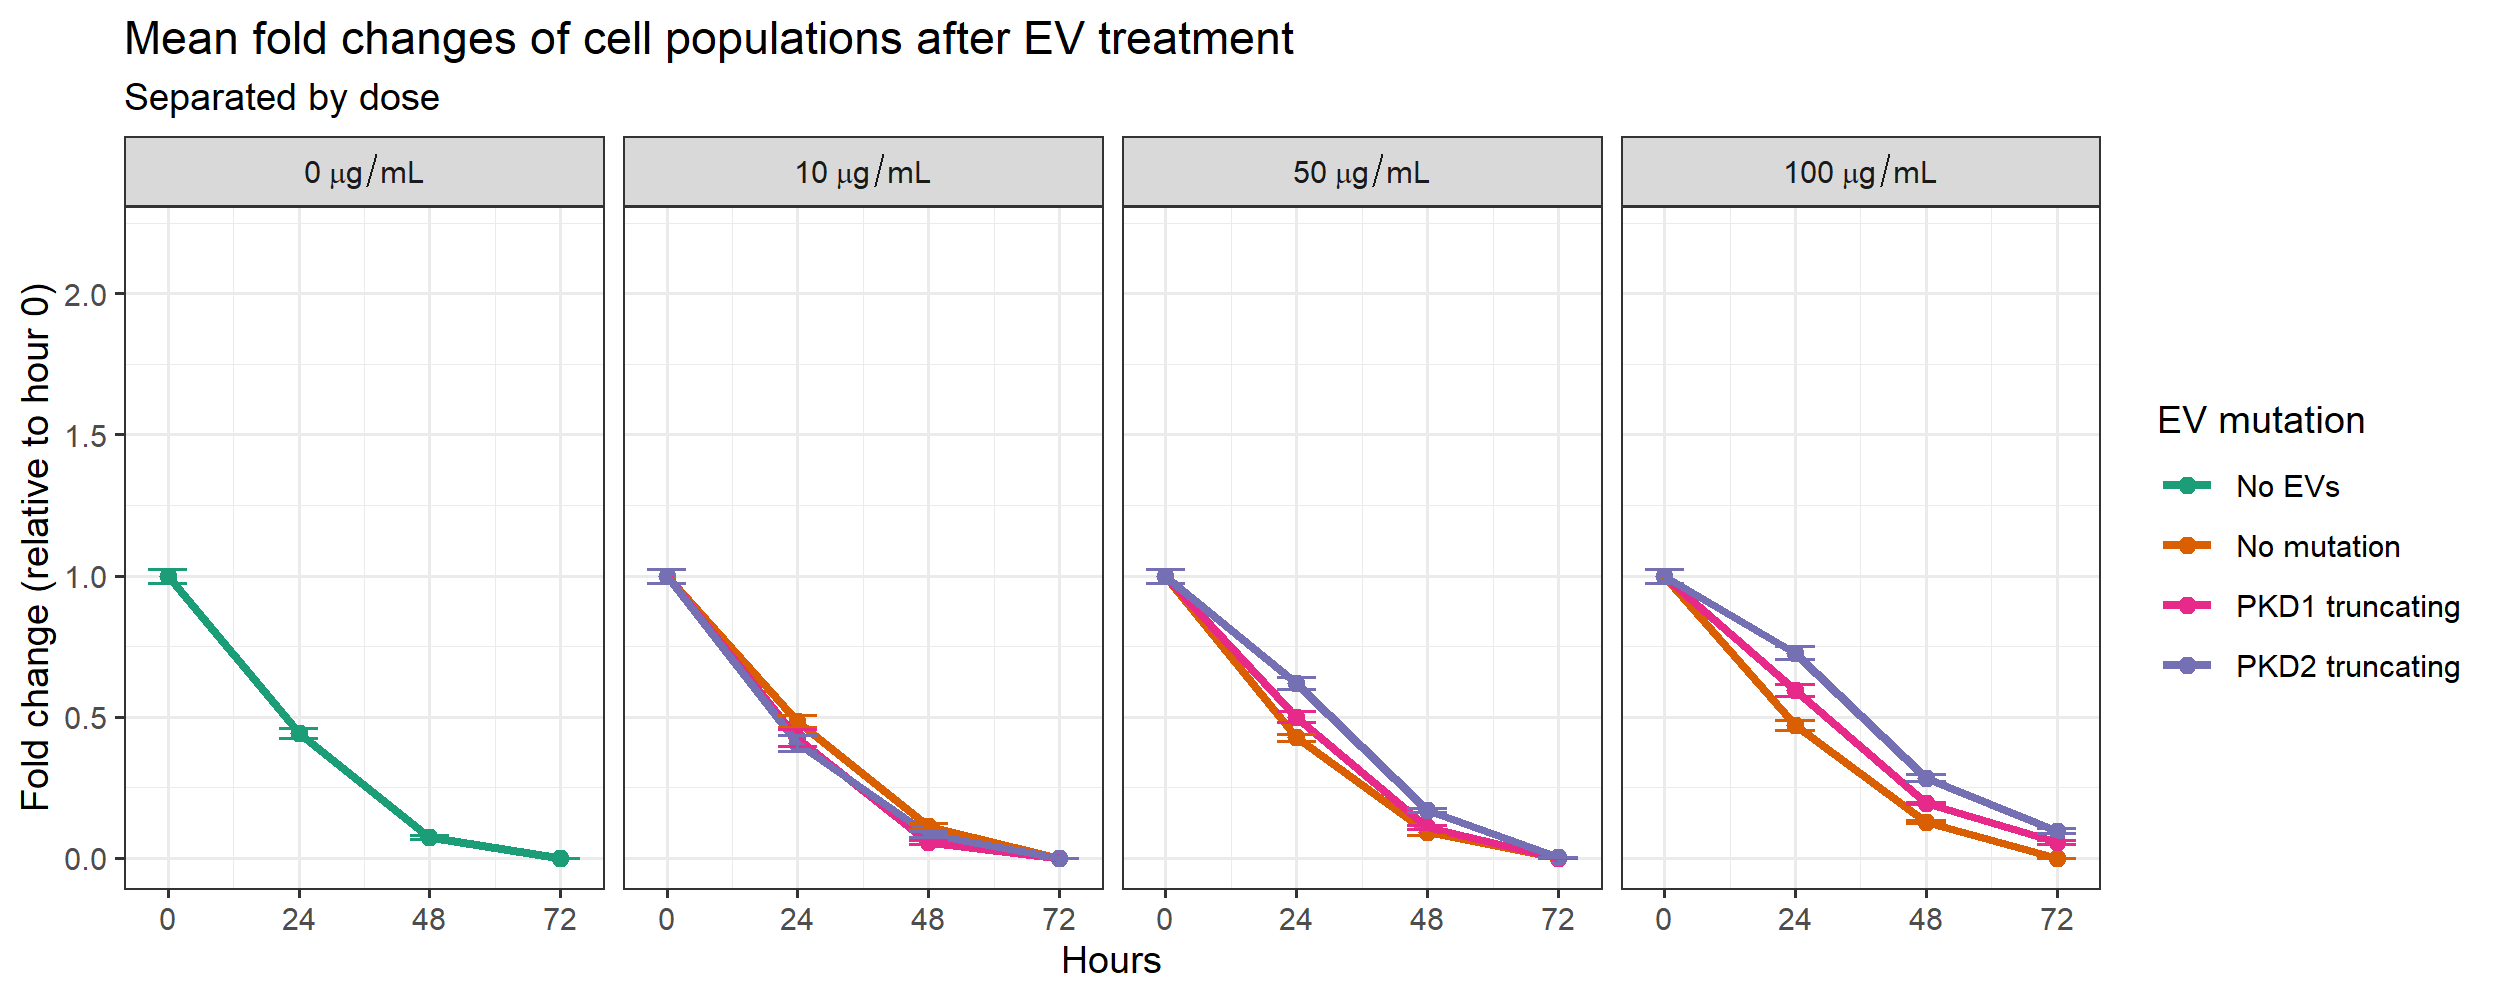 Mean fold changes of cell populations after EV treatment
Separated by dose
0 μg/mL
10 μg/mL
50 μg/mL
100 μg/mL
Fold change (relative to hour 0)
2.0
1.5
1.0
0.5
0.0
0 24 48 72
0 24 48 72
0 24 48 72
0 24 48 72
Hours
EV mutation
No EVs
No mutation
PKD1 truncating
PKD2 truncating